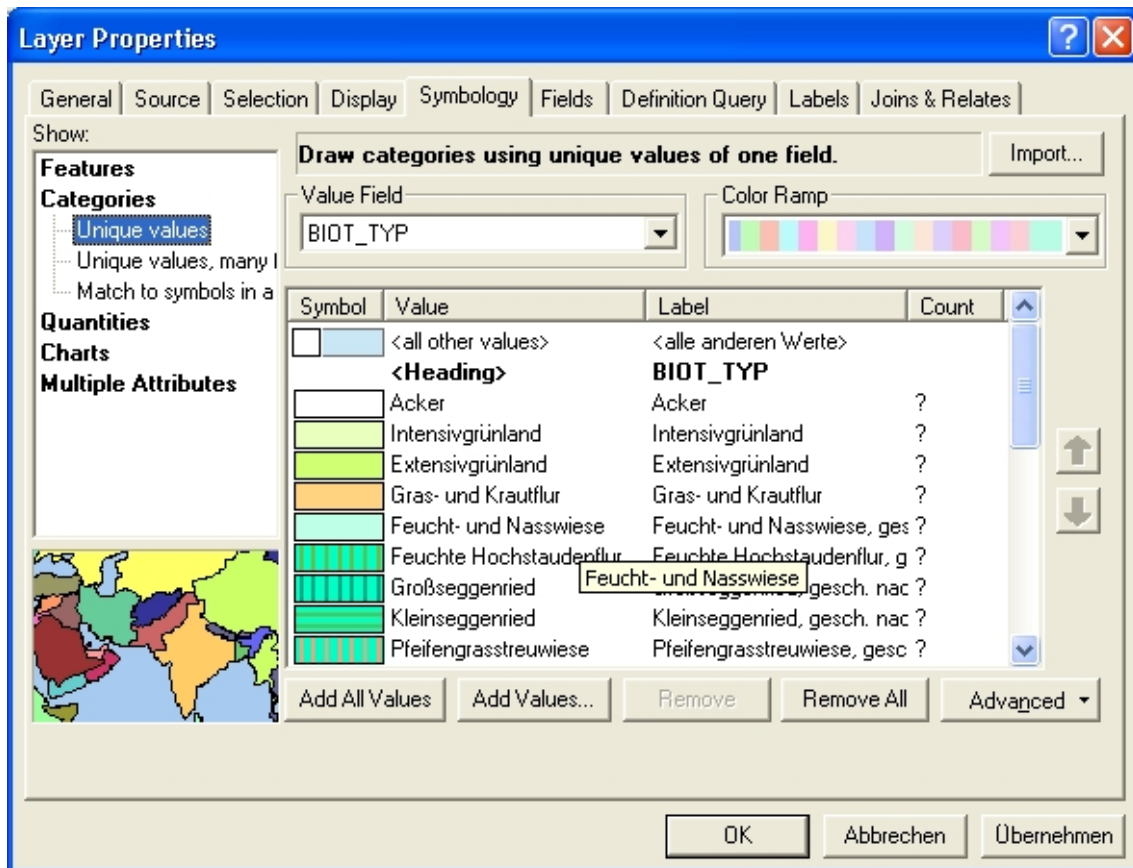 Layer Properties
General Source Selection Display Symbology Fields Definition Query Labels Joins & Relates
Show:
Features
Categories
Unique values
Unique values, many
Match to symbols in a
Quantities
Charts
Multiple Attributes
Draw categories using unique values of one field.
Import...
Value Field
BIOT_TYP
Color Ramp
Symbol Value Label Count
<all other values> <alle anderen Werte>
<Heading> BIOT_TYP
Acker Acker ?
Intensivgrünland Intensivgrünland ?
Extensivgrünland Extensivgrünland ?
Gras- und Krautflur Gras- und Krautflur ?
Feucht- und Nasswiese Feucht- und Nasswiese, ges ?
Feuchte Hochstaudenflur Feuchte Hochstaudenflur, g ?
Feucht- und Nasswiese
Großseggenried Großseggenried, gesch. nac ?
Kleinseggenried Kleinseggenried, gesch. nac ?
Pfeifengrasstreuwiese Pfeifengrasstreuwiese, gesc ?
Add All Values Add Values... Remove Remove All Advanced
OK Abbrechen Übernehmen